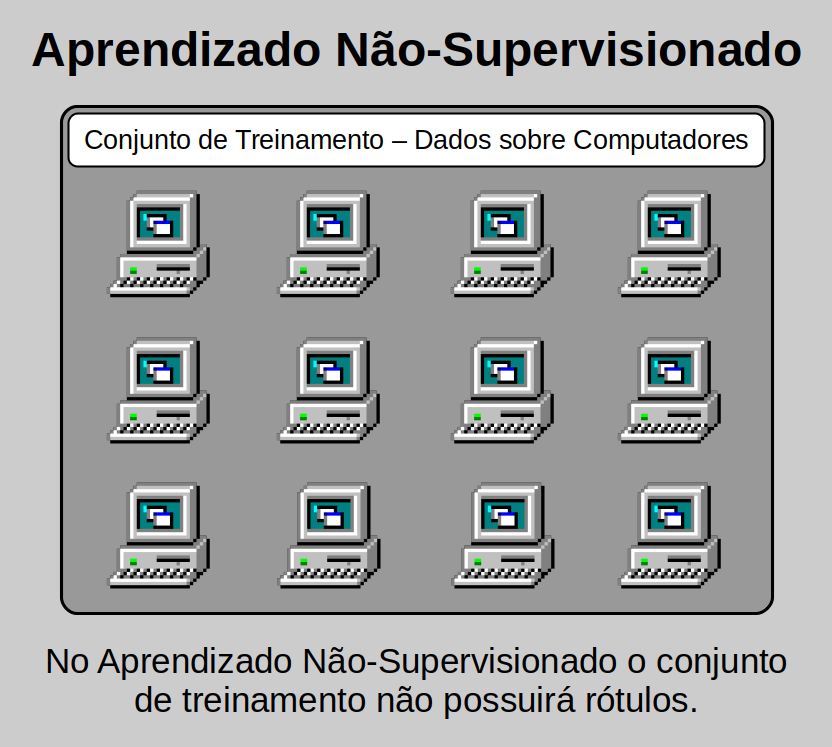 Aprendizado Não-Supervisionado
Conjunto de Treinamento – Dados sobre Computadores
No Aprendizado Não-Supervisionado o conjunto
de treinamento não possuirá rótulos.